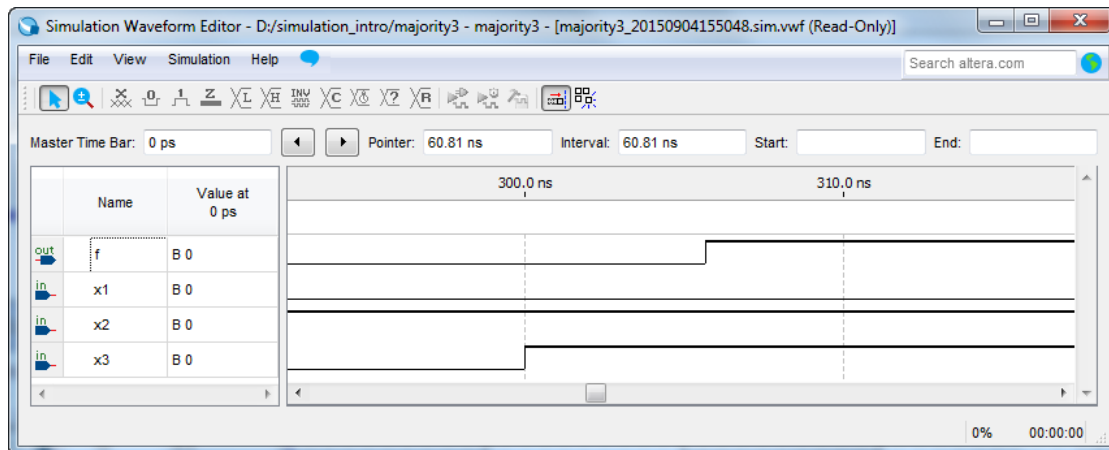 Simulation Waveform Editor - D:/simulation_intro/majority3 - majority3 - [majority3_20150904155048.sim.vwf (Read-Only)]
File Edit View Simulation Help
Search altera.com
Master Time Bar: 0 ps Pointer: 60.81 ns Interval: 60.81 ns Start: End:
Name Value at 0 ps
300.0 ns 310.0 ns
out f B 0
in x1 B 0
in x2 B 0
in x3 B 0
0% 00:00:00